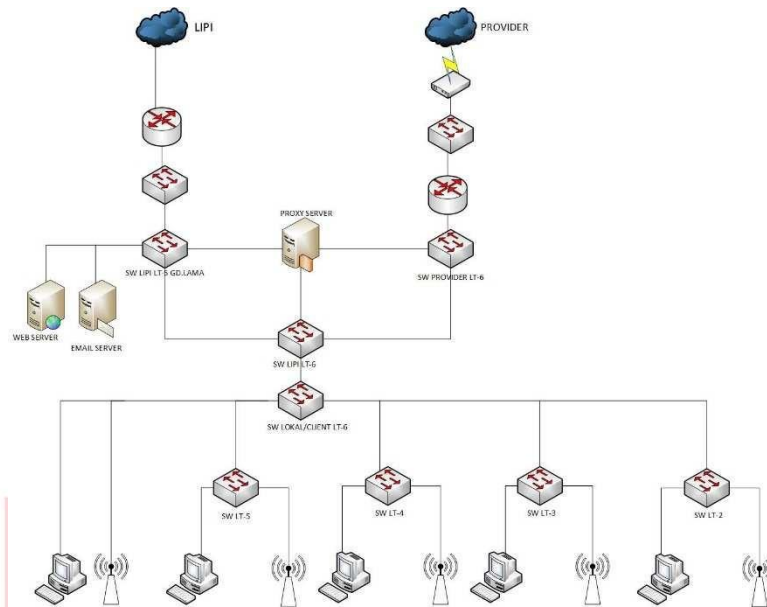 LIPI
PROVIDER
PROXY SERVER
SW LIPI LT-5 GD.LAMA
SW PROVIDER LT-6
WEB SERVER
EMAIL SERVER
SW LIPI LT-6
SW LOKAL/CLIENT LT-6
SW LT-5
SW LT-4
SW LT-3
SW LT-2